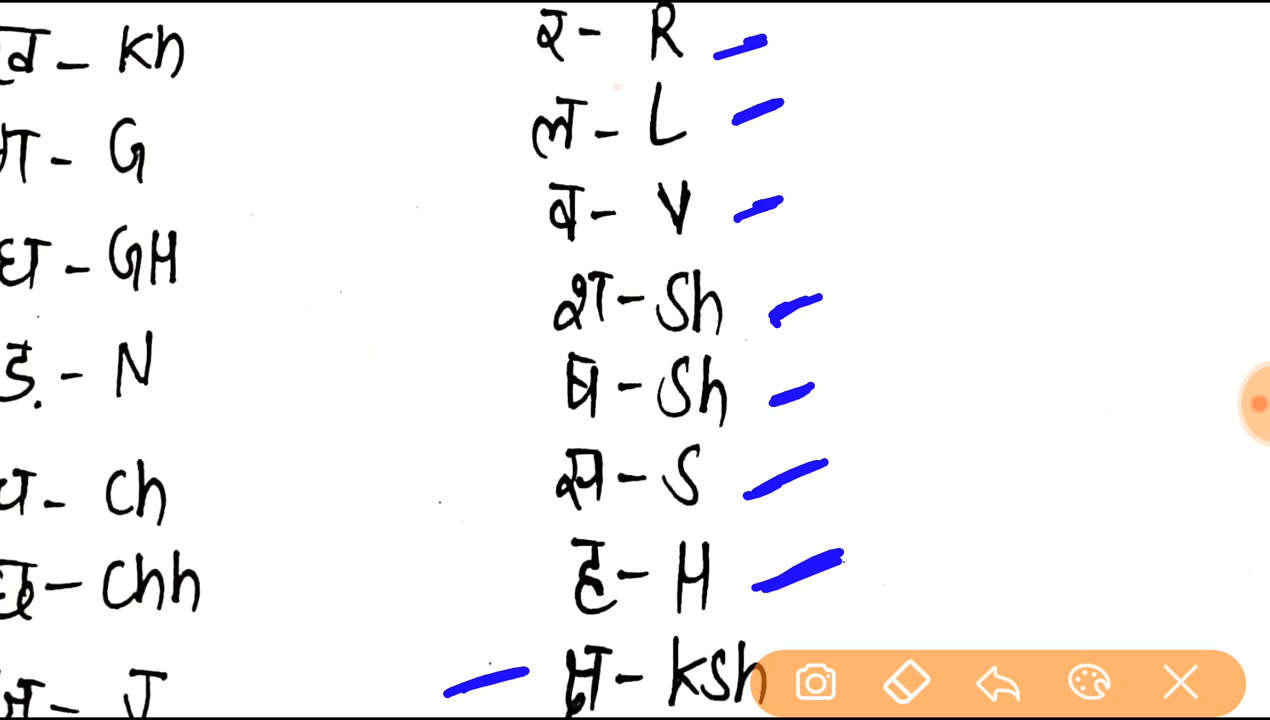 ख - Kh
ग - G
घ - GH
ङ - N
च - Ch
छ - Chh
ज - J
र - R
ल - L
व - V
श - Sh
ष - Sh
स - S
ह - H
क्ष - KSh